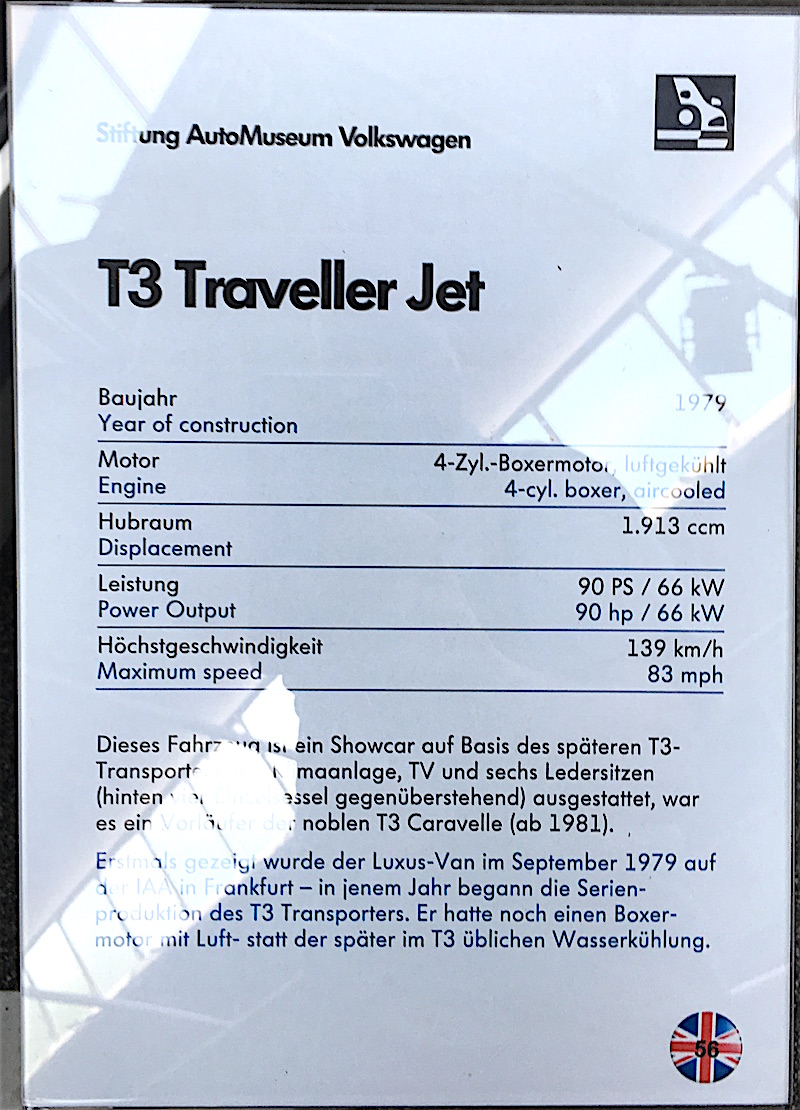 Stiftung AutoMuseum Volkswagen
T3 Traveller Jet
Baujahr 1979
Year of construction
Motor 4-Zyl.-Boxermotor, luftgekühlt
Engine 4-cyl. boxer, aircooled
Hubraum 1.913 ccm
Displacement
Leistung 90 PS / 66 kW
Power Output 90 hp / 66 kW
Höchstgeschwindigkeit 139 km/h
Maximum speed 83 mph
Dieses Fahrzeug ist ein Showcar auf Basis des späteren T3-
und sechs Ledersitzen
(hinten gegenüberstehend) ausgestattet, war
es ein Vorläufer der noblen T3 Caravelle (ab 1981).
Erstmals gezeigt wurde der Luxus-Van im September 1979 auf
der IAA in Frankfurt – in jenem Jahr begann die Serien-
produktion des T3 Transporters. Er hatte noch einen Boxer-
motor mit Luft- statt der später im T3 üblichen Wasserkühlung.
56